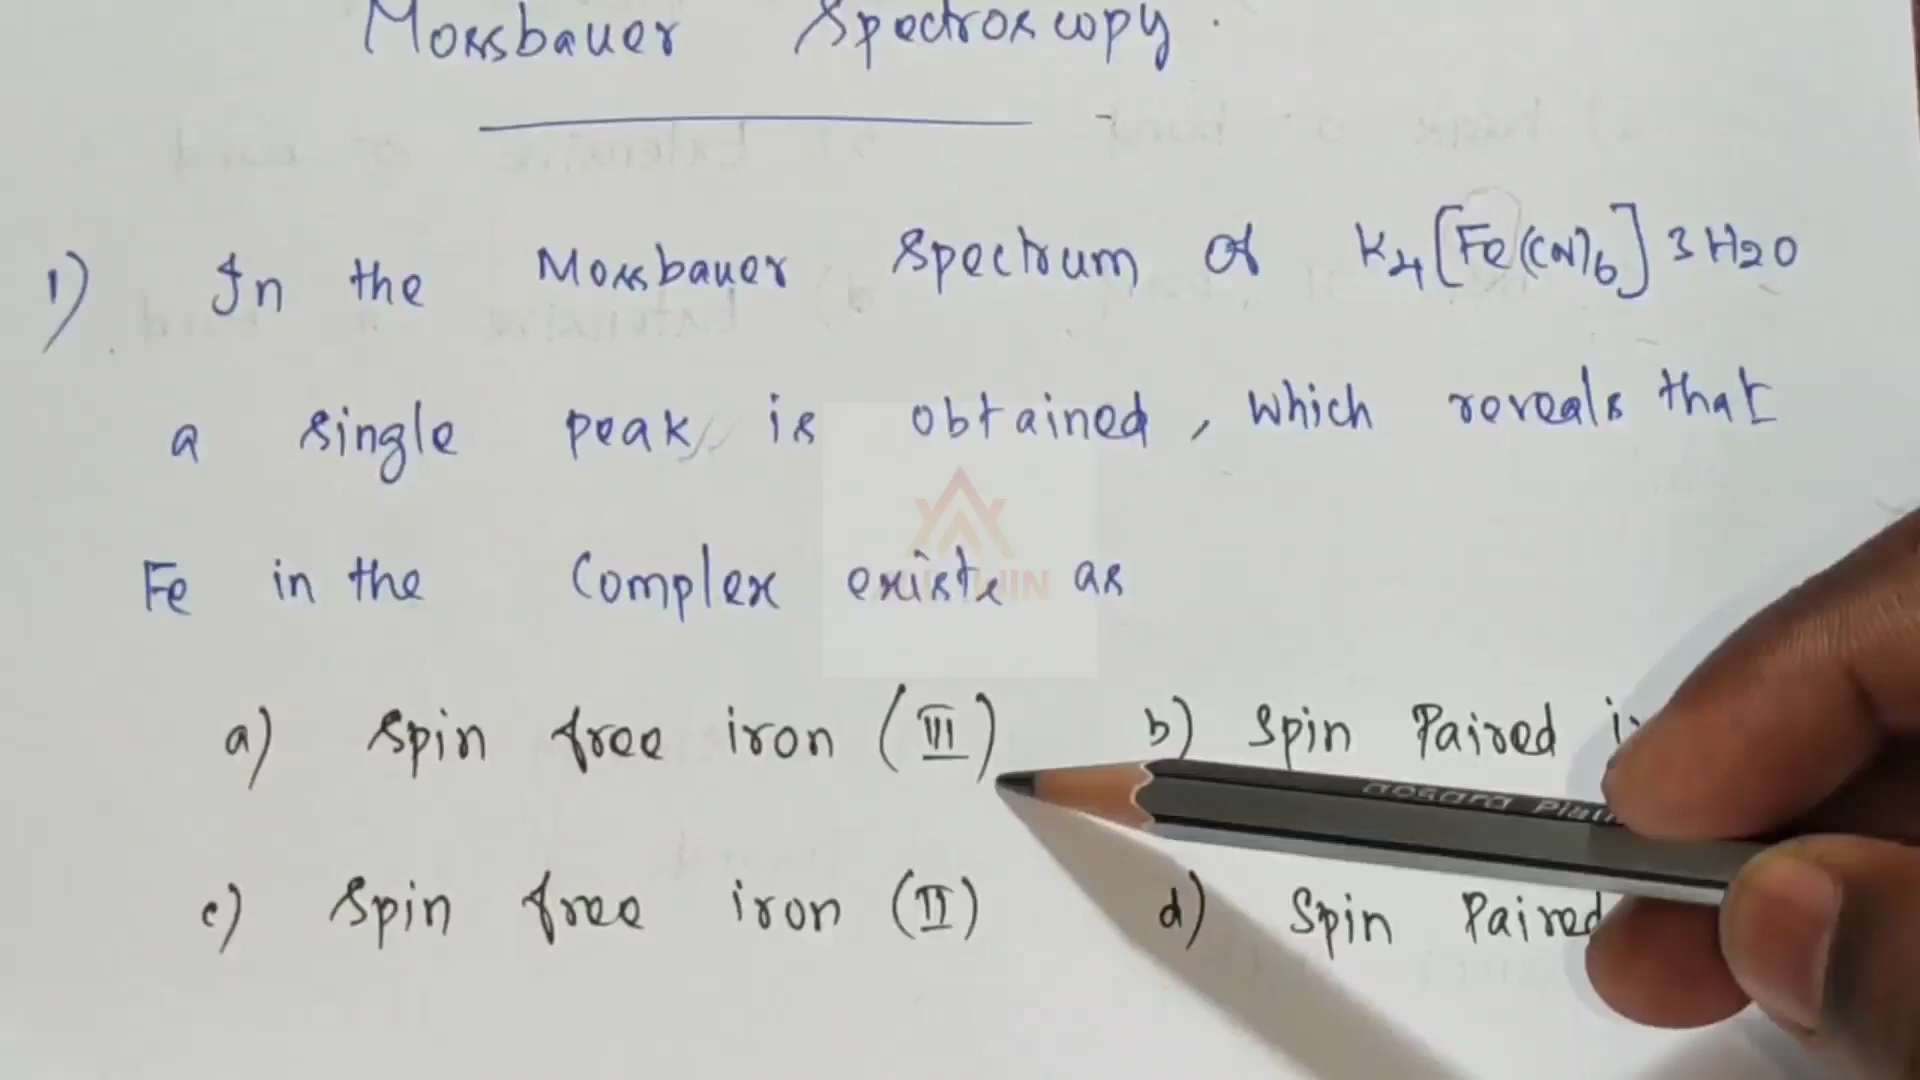 Mossbauer Spectroscopy.
1) In the Mossbauer spectrum of K4[Fe(CN)6] 3H2O
a single peak is obtained, which reveals that
Fe in the complex exists as
a) spin free iron (III) b) Spin Paired
c) spin free iron (II) d) Spin Paired